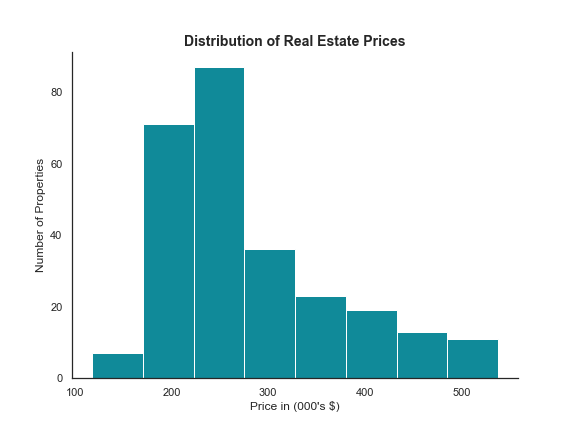 Distribution of Real Estate Prices
Number of Properties
80
60
40
20
0
100 200 300 400 500
Price in (000's $)